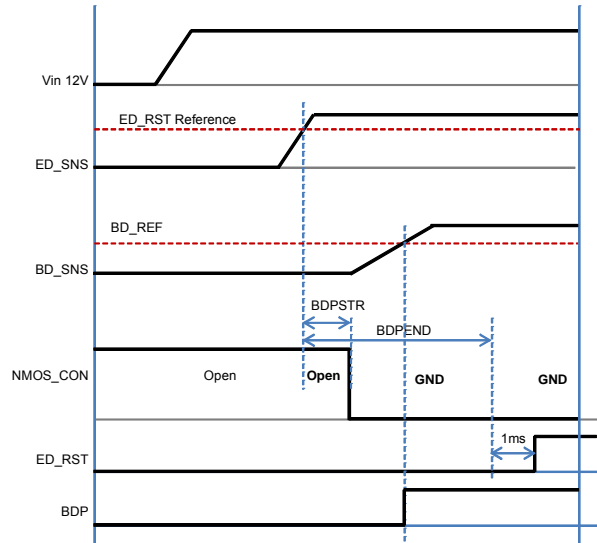 Vin 12V
ED_RST Reference
ED_SNS
BD_REF
BD_SNS
BDPSTR
BDPEND
NMOS_CON
Open
Open
GND
GND
1ms
ED_RST
BDP